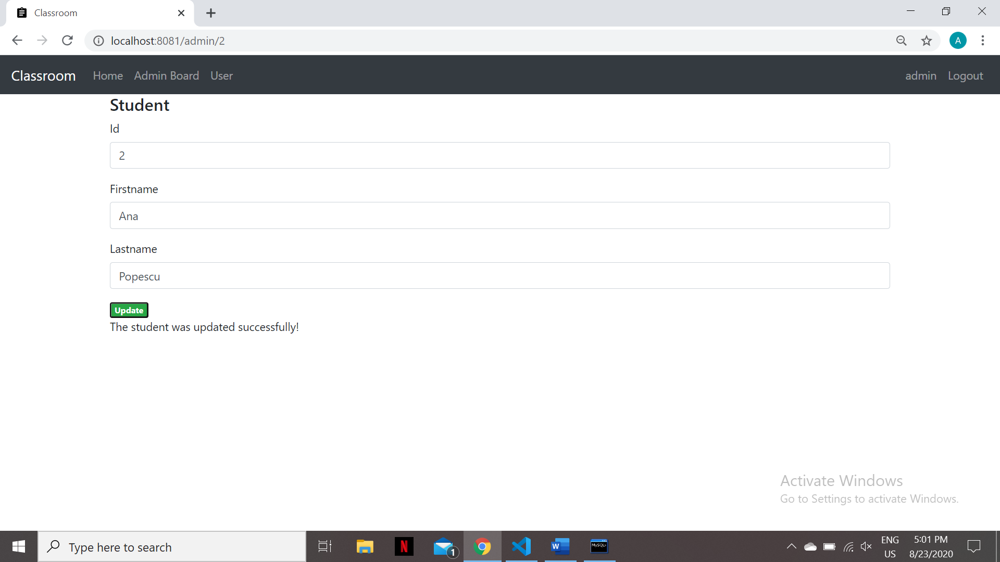 Classroom
localhost:8081/admin/2
A
Classroom Home Admin Board User admin Logout
Student
Id
2
Firstname
Ana
Lastname
Popescu
Update
The student was updated successfully!
Activate Windows
Go to Settings to activate Windows.
Type here to search
N
1
W
MySQL>
ENG
US
5:01 PM
8/23/2020